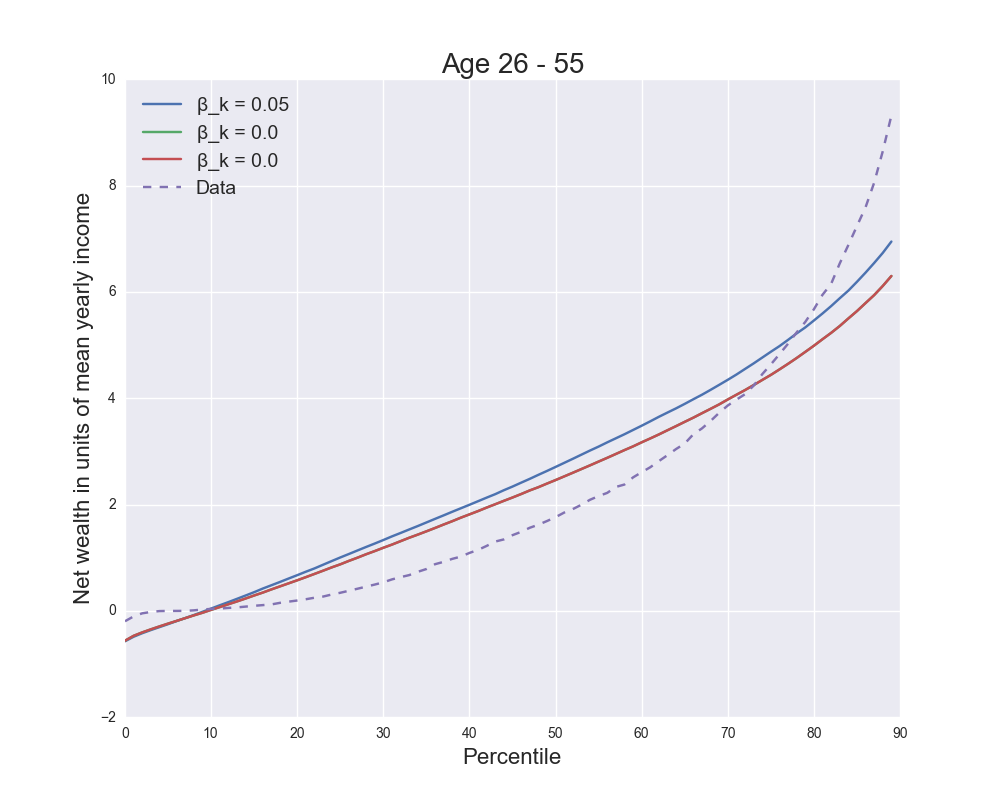 Age 26 - 55
10
8
6
4
2
0
−2
β_k = 0.05
β_k = 0.0
β_k = 0.0
Data
Net wealth in units of mean yearly income
0 10 20 30 40 50 60 70 80 90
Percentile